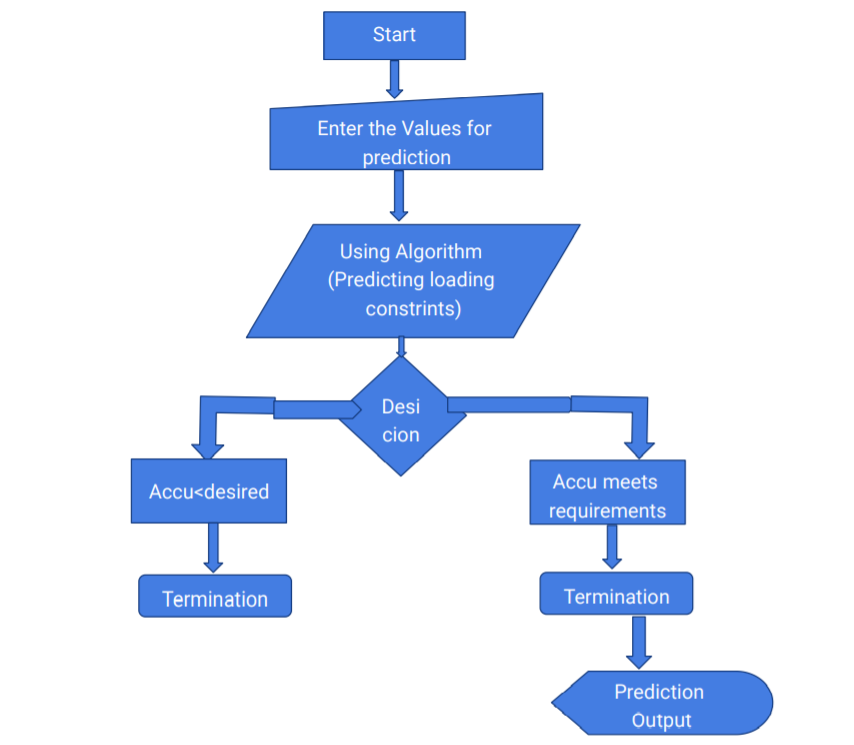 Start
Enter the Values for
prediction
Using Algorithm
(Predicting loading
constrints)
Desi
cion
Accu<desired
Accu meets
requirements
Termination
Termination
Prediction
Output